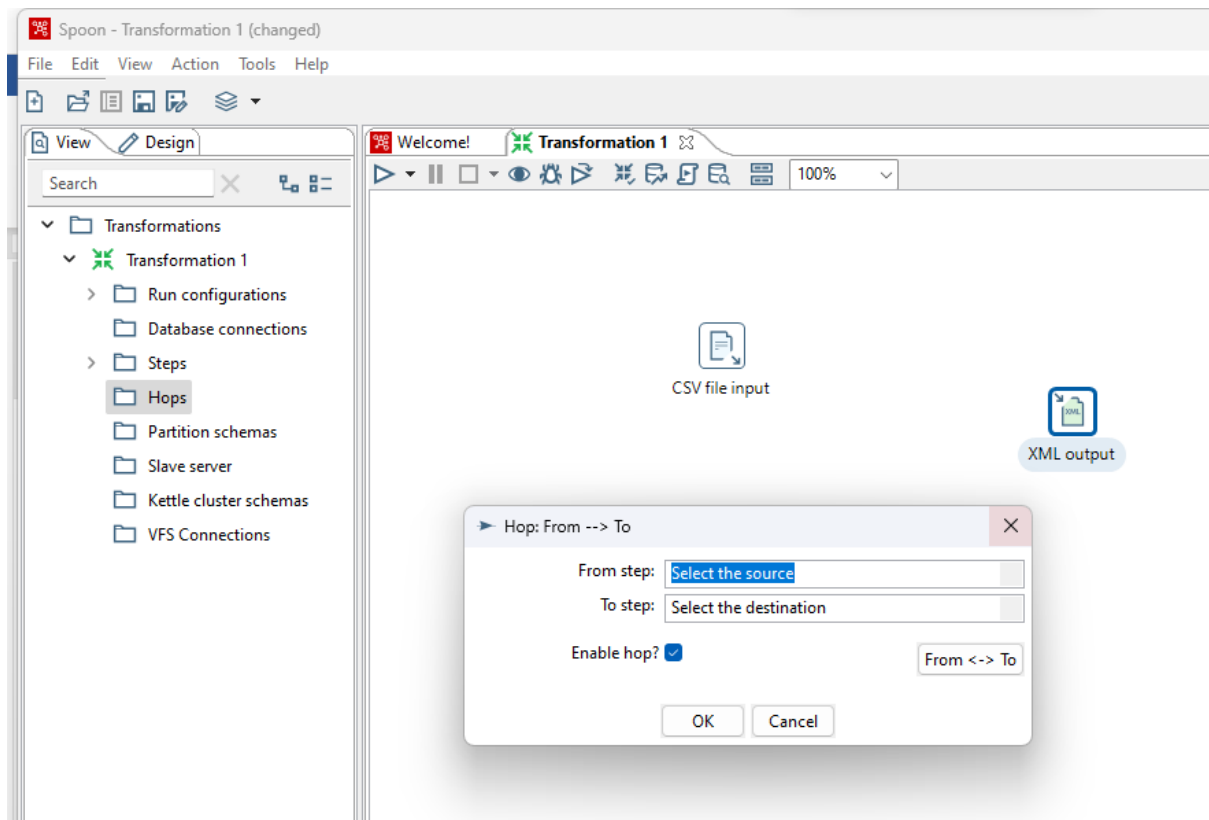 Spoon - Transformation 1 (changed)
File Edit View Action Tools Help
View Design
Welcome! Transformation 1
Search
100%
Transformations
Transformation 1
Run configurations
Database connections
Steps
Hops
Partition schemas
Slave server
Kettle cluster schemas
VFS Connections
CSV file input
XML
XML output
Hop: From --> To
From step: Select the source
To step: Select the destination
Enable hop?
From <-> To
OK Cancel